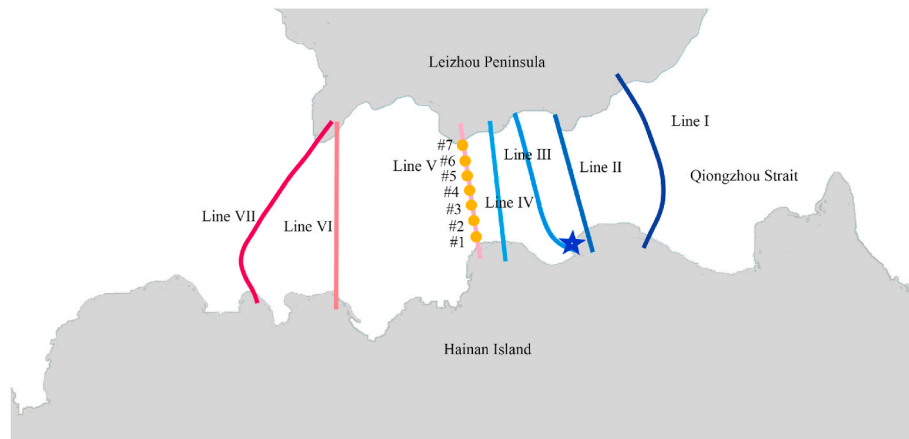 Leizhou Peninsula
Line I
#7
Line III
#6
Line V
Line II
#5
Qiongzhou Strait
#4
Line IV
#3
Line VII
#2
Line VI
#1
Hainan Island